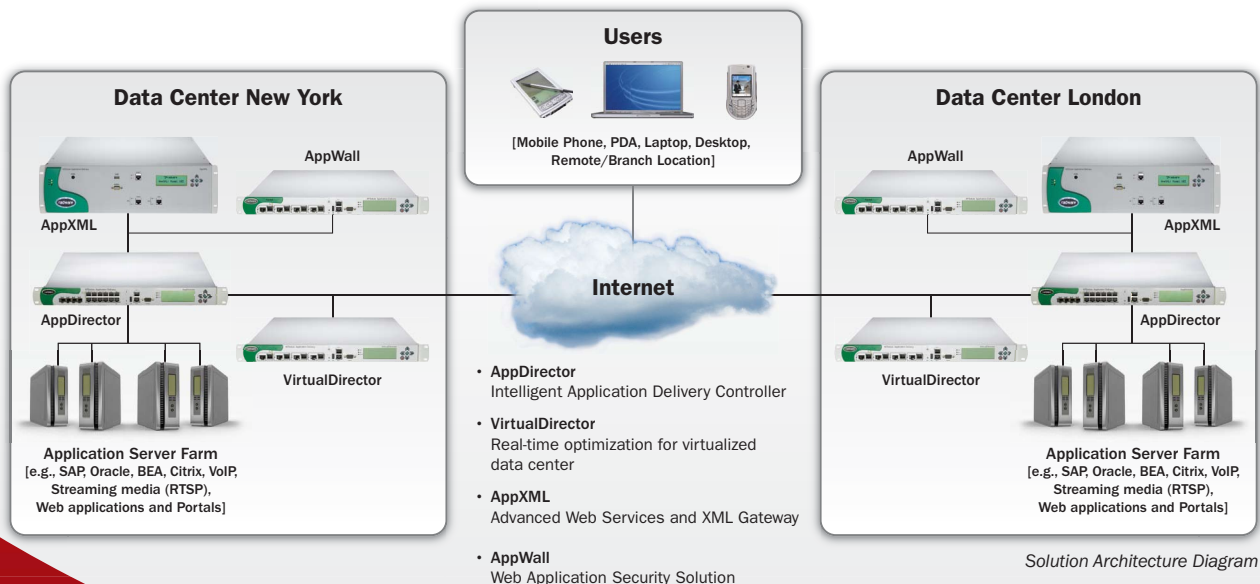 Users
[Mobile Phone, PDA, Laptop, Desktop,
Remote/Branch Location]
Data Center New York
AppWall
AppXML
AppDirector
VirtualDirector
Application Server Farm
[e.g., SAP, Oracle, BEA, Citrix, VoIP,
Streaming media (RTSP),
Web applications and Portals]
Internet
• AppDirector
Intelligent Application Delivery Controller
• VirtualDirector
Real-time optimization for virtualized
data center
• AppXML
Advanced Web Services and XML Gateway
• AppWall
Web Application Security Solution
Data Center London
AppWall
AppXML
AppDirector
VirtualDirector
Application Server Farm
[e.g., SAP, Oracle, BEA, Citrix, VoIP,
Streaming media (RTSP),
Web applications and Portals]
Solution Architecture Diagram